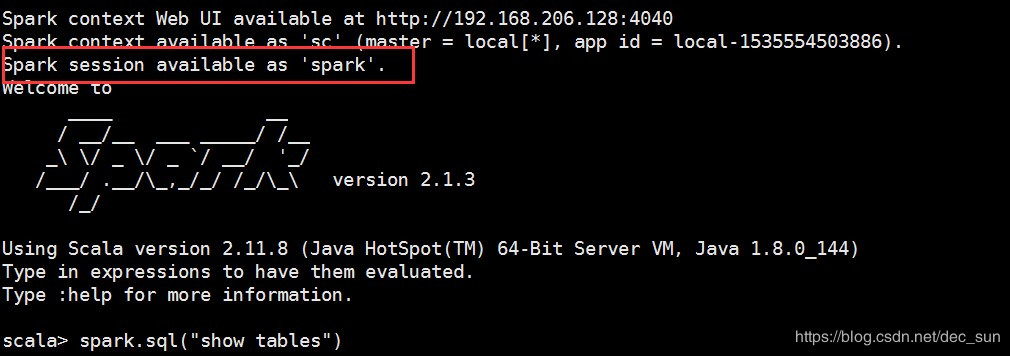 Spark context Web UI available at http://192.168.206.128:4040
Spark context available as 'sc' (master = local[*], app id = local-1535554503886).
Spark session available as 'spark'.
Welcome to
      ____              __
     / __/__  ___ _____/ /__
    _\ \/ _ \/ _ `/ __/  '_/
   /___/ .__/\_,_/_/ /_/\_\   version 2.1.3
      /_/
Using Scala version 2.11.8 (Java HotSpot(TM) 64-Bit Server VM, Java 1.8.0_144)
Type in expressions to have them evaluated.
Type :help for more information.
scala> spark.sql("show tables")
https://blog.csdn.net/dec_sun